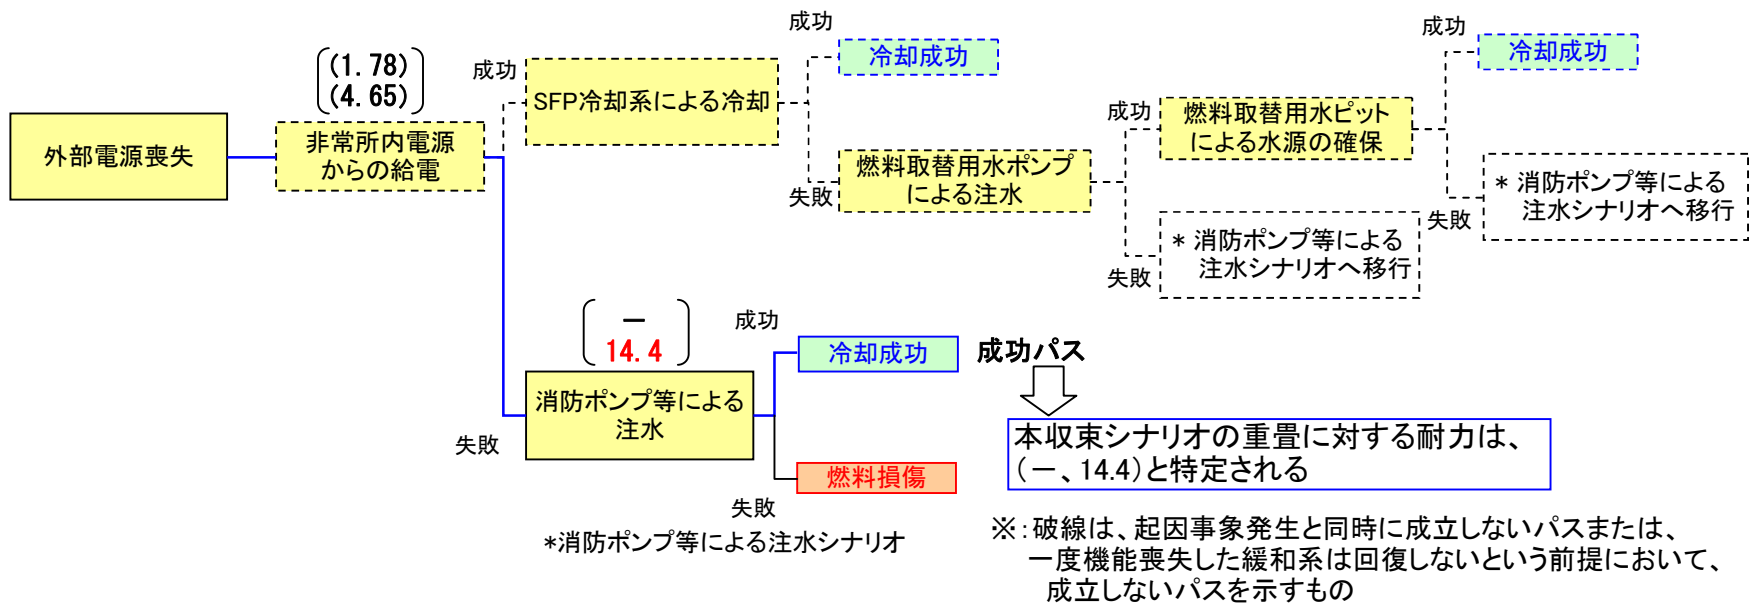 外部電源喪失
(1.78)
(4.65)
非常所内電源
からの給電
成功
SFP冷却系による冷却
成功
冷却成功
失敗
燃料取替用水ポンプ
による注水
成功
燃料取替用水ピット
による水源の確保
成功
冷却成功
失敗
* 消防ポンプ等による
注水シナリオへ移行
失敗
* 消防ポンプ等による
注水シナリオへ移行
失敗
ー
14.4
消防ポンプ等による
注水
成功
冷却成功
失敗
燃料損傷
*消防ポンプ等による注水シナリオ
成功パス
本収束シナリオの重畳に対する耐力は、
(ー、14.4)と特定される
※:破線は、起因事象発生と同時に成立しないパスまたは、
一度機能喪失した緩和系は回復しないという前提において、
成立しないパスを示すもの